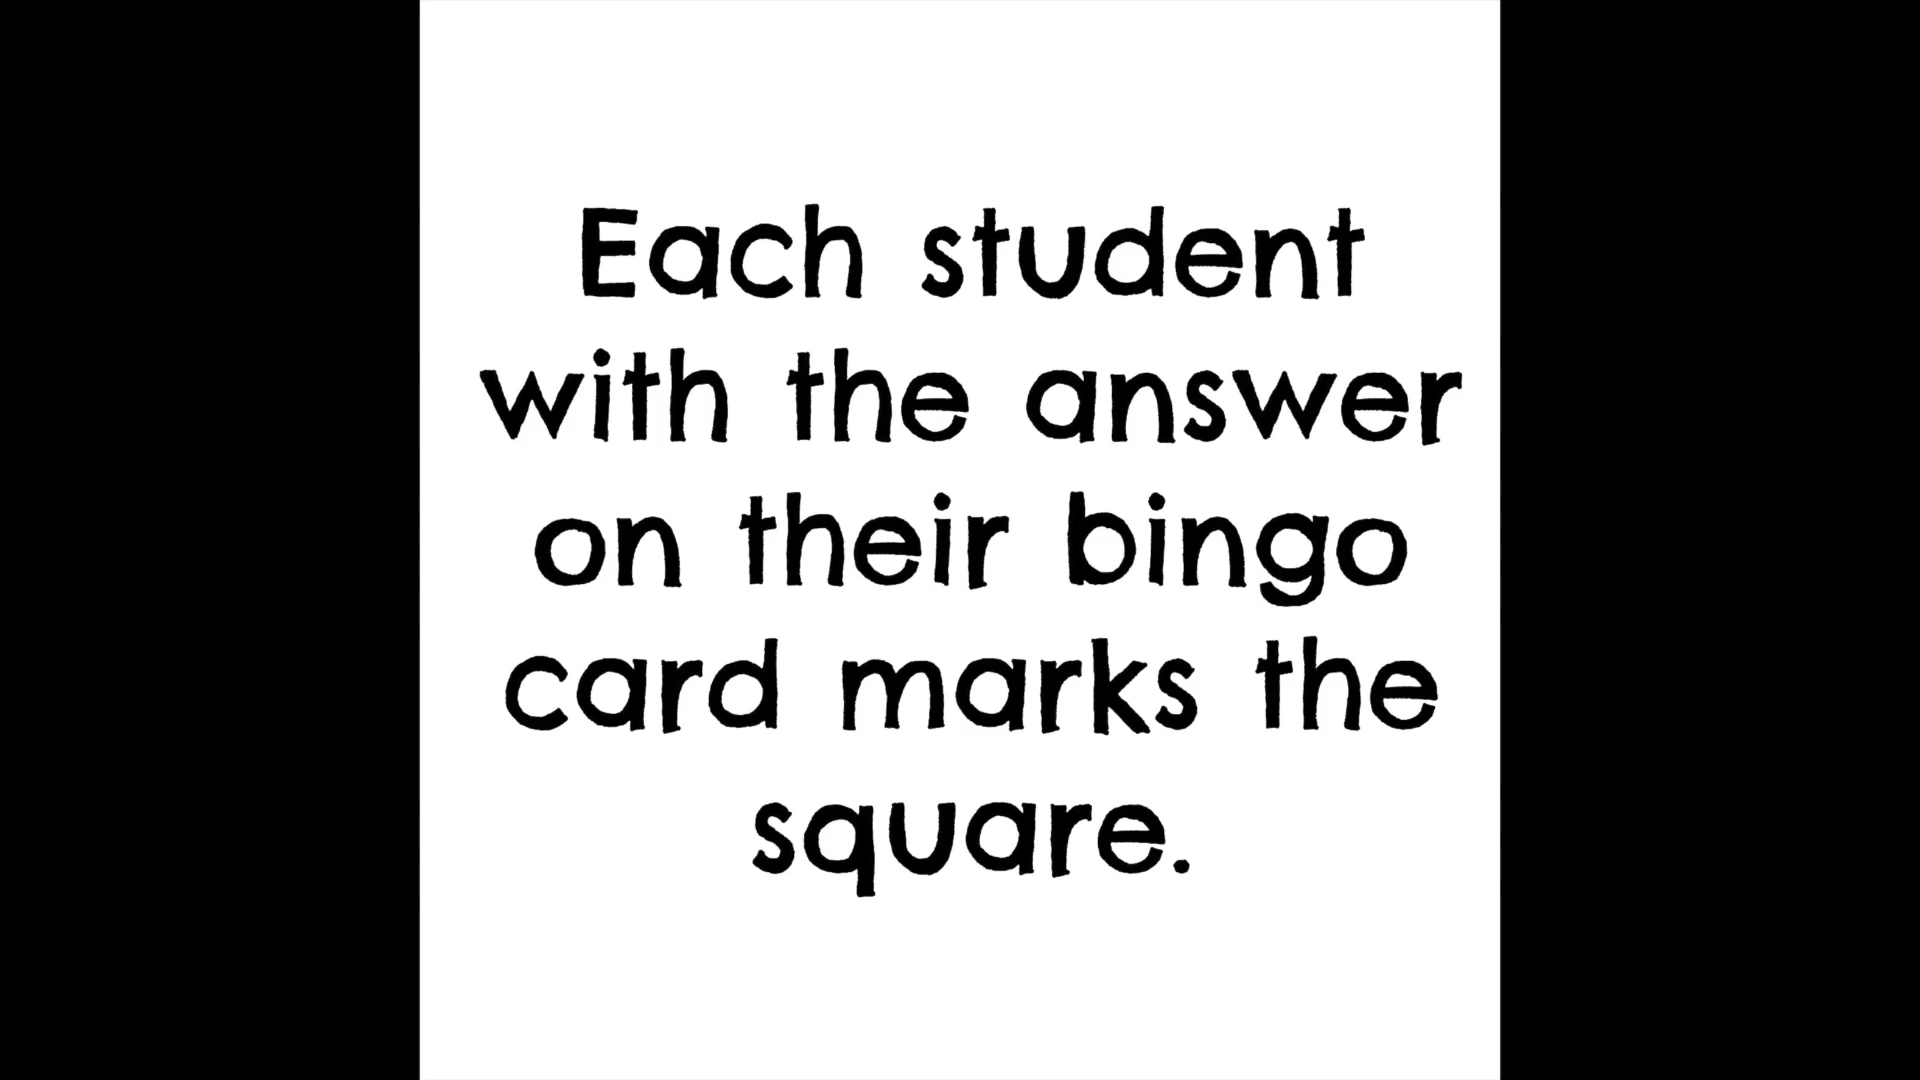 Each student
with the answer
on their bingo
card marks the
square.